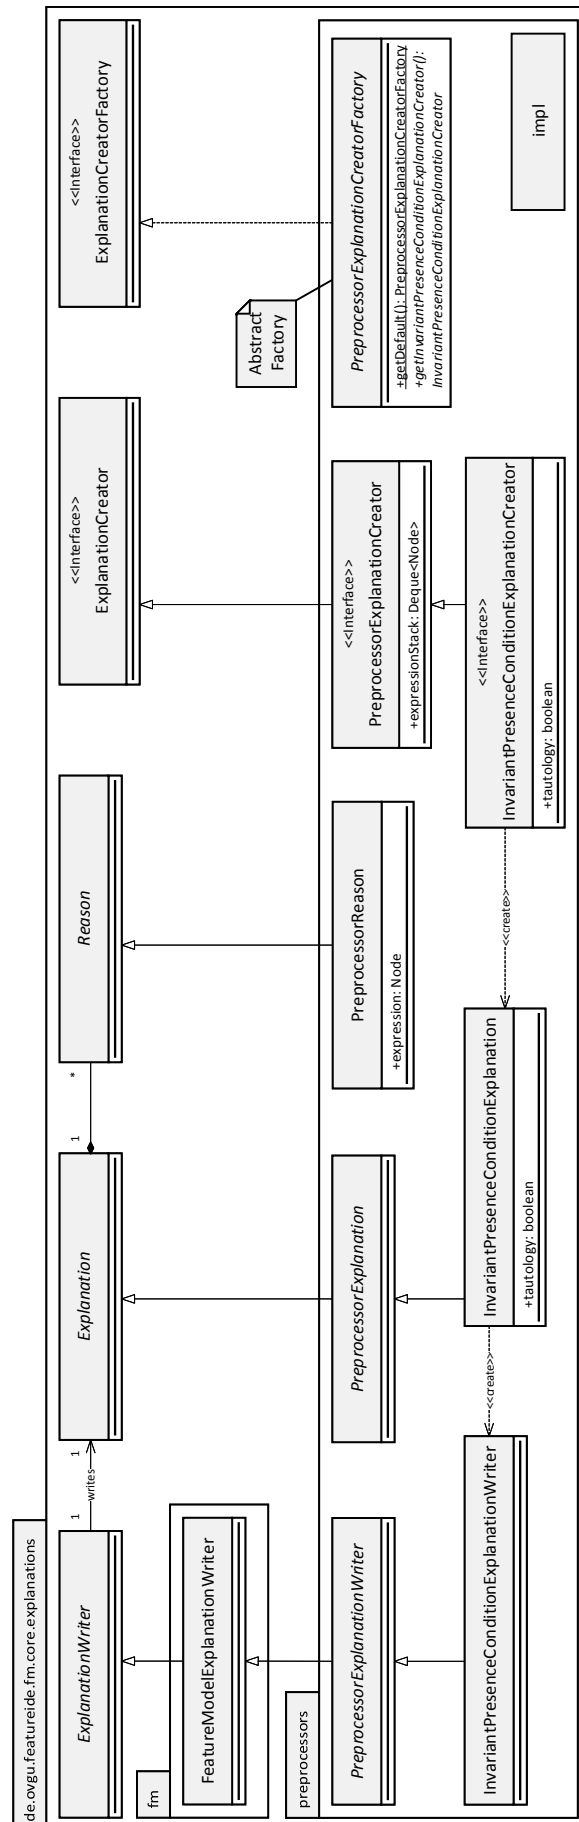 de.ovgu.featureide.fm.core.explanations
ExplanationWriter
1
writes
1
Explanation
1
*
Reason
<<Interface>>
ExplanationCreator
<<Interface>>
ExplanationCreatorFactory
fm
FeatureModelExplanationWriter
Abstract
Factory
preprocessors
PreprocessorExplanationWriter
PreprocessorExplanation
PreprocessorReason
+expression: Node
<<Interface>>
PreprocessorExplanationCreator
+expressionStack: Deque<Node>
PreprocessorExplanationCreatorFactory
+getDefault(): PreprocessorExplanationCreatorFactory
+getInvariantPresenceConditionExplanationCreator():
InvariantPresenceConditionExplanationCreator
InvariantPresenceConditionExplanationWriter
<<create>>
InvariantPresenceConditionExplanation
+tautology: boolean
<<create>>
<<Interface>>
InvariantPresenceConditionExplanationCreator
+tautology: boolean
impl